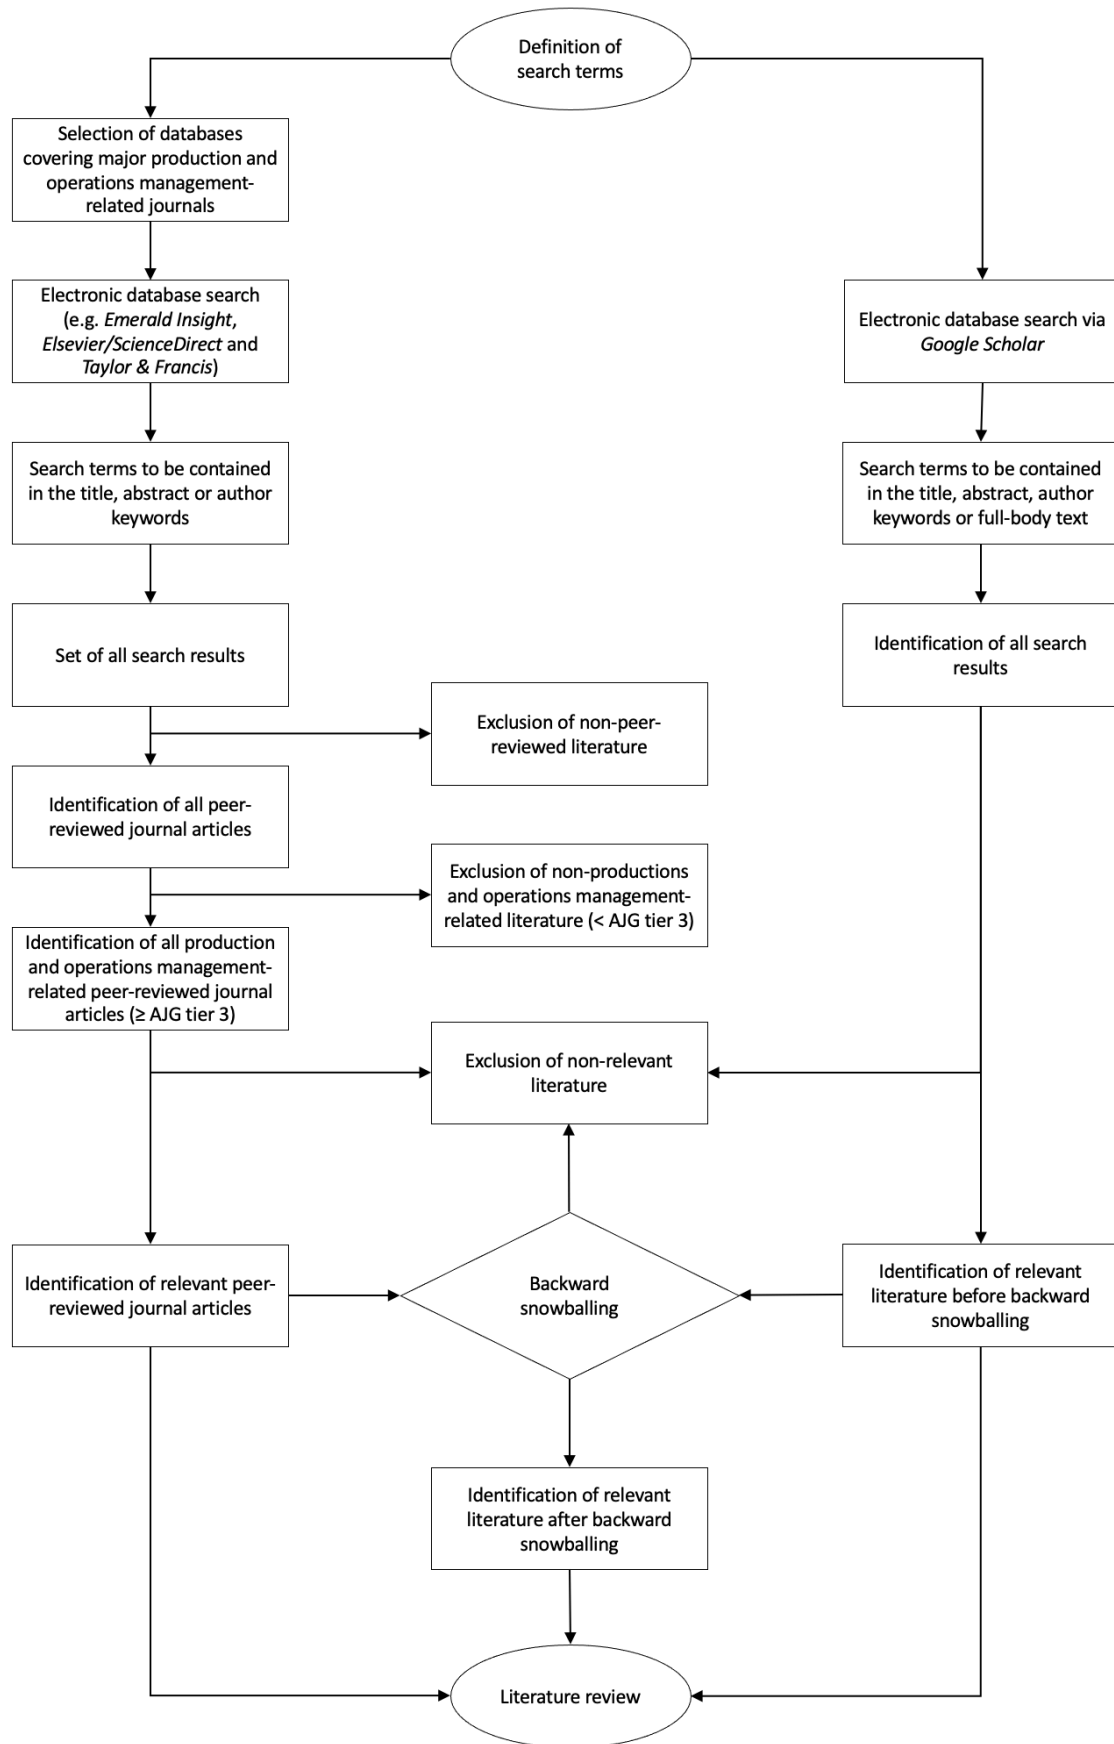 Definition of
search terms
Selection of databases
covering major production and
operations management-
related journals
Electronic database search
(e.g. Emerald Insight,
Elsevier/ScienceDirect and
Taylor & Francis)
Electronic database search via
Google Scholar
Search terms to be contained
in the title, abstract or author
keywords
Search terms to be contained
in the title, abstract, author
keywords or full-body text
Set of all search results
Identification of all search
results
Exclusion of non-peer-
reviewed literature
Identification of all peer-
reviewed journal articles
Exclusion of non-productions
and operations management-
related literature (< AJG tier 3)
Identification of all production
and operations management-
related peer-reviewed journal
articles (≥ AJG tier 3)
Exclusion of non-relevant
literature
Identification of relevant peer-
reviewed journal articles
Backward
snowballing
Identification of relevant
literature before backward
snowballing
Identification of relevant
literature after backward
snowballing
Literature review